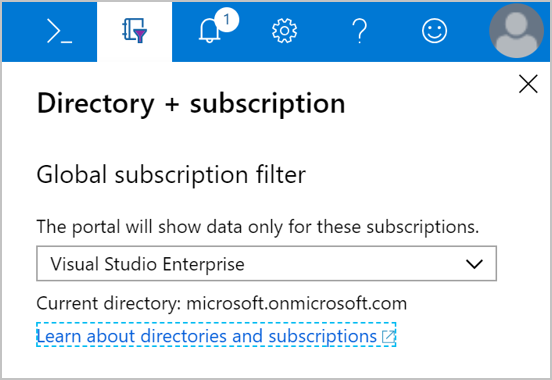 1
Directory + subscription
Global subscription filter
The portal will show data only for these subscriptions.
Visual Studio Enterprise
Current directory: microsoft.onmicrosoft.com
Learn about directories and subscriptions